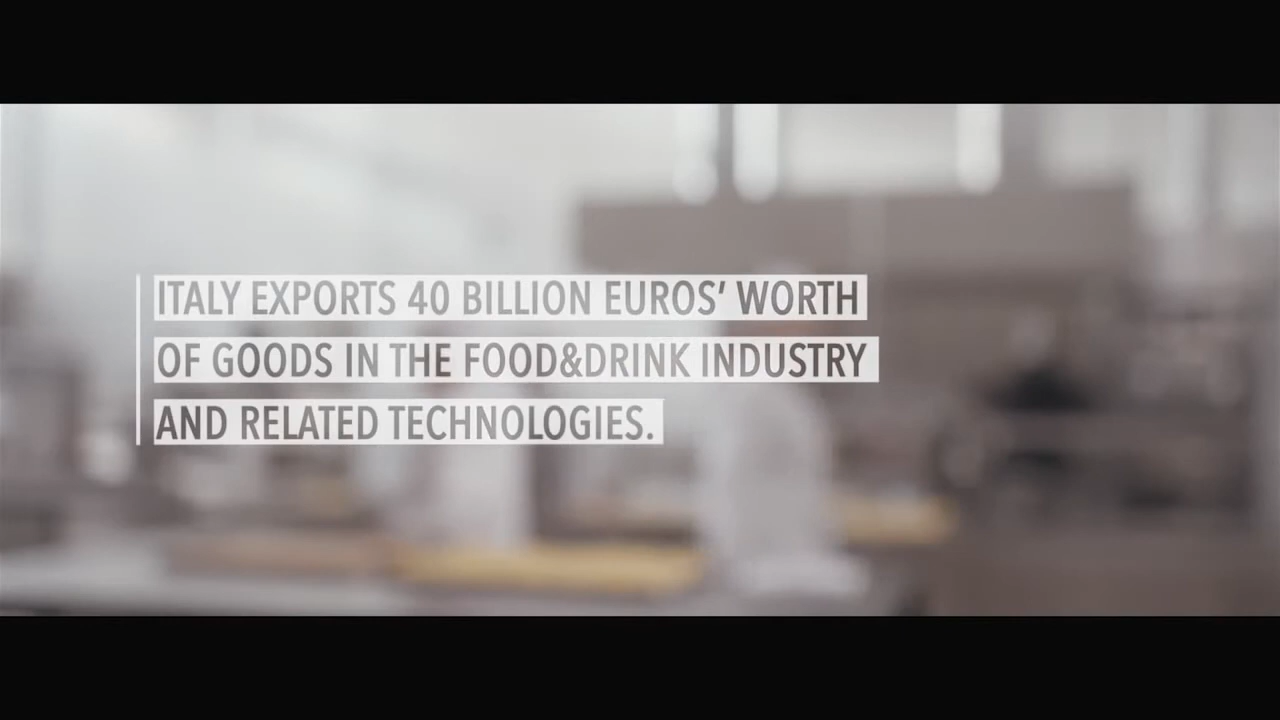 ITALY EXPORTS 40 BILLION EUROS’ WORTH
OF GOODS IN THE FOOD&DRINK INDUSTRY
AND RELATED TECHNOLOGIES.